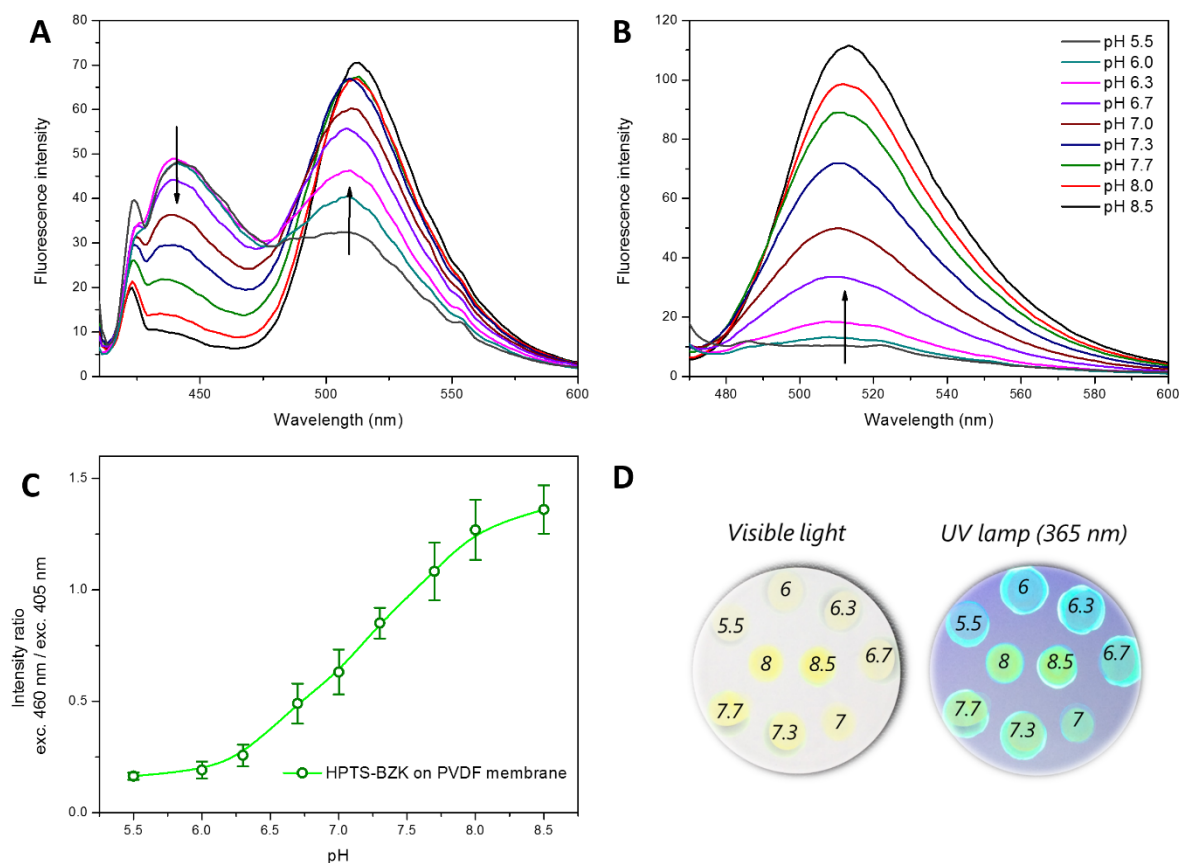 A
80
70
60
50
40
30
20
10
0
Fluorescence intensity
450
500
550
600
Wavelength (nm)
B
120
100
80
60
40
20
0
Fluorescence intensity
480
500
520
540
560
580
600
Wavelength (nm)
pH 5.5
pH 6.0
pH 6.3
pH 6.7
pH 7.0
pH 7.3
pH 7.7
pH 8.0
pH 8.5
C
1.5
1.0
0.5
0.0
Intensity ratio
exc. 460 nm / exc. 405 nm
HPTS-BZK on PVDF membrane
5.5
6.0
6.5
7.0
7.5
8.0
8.5
pH
D
Visible light
6
6.3
5.5
8
8.5
6.7
7.7
7.3
7
UV lamp (365 nm)
6
6.3
5.5
8
8.5
6.7
7.7
7.3
7